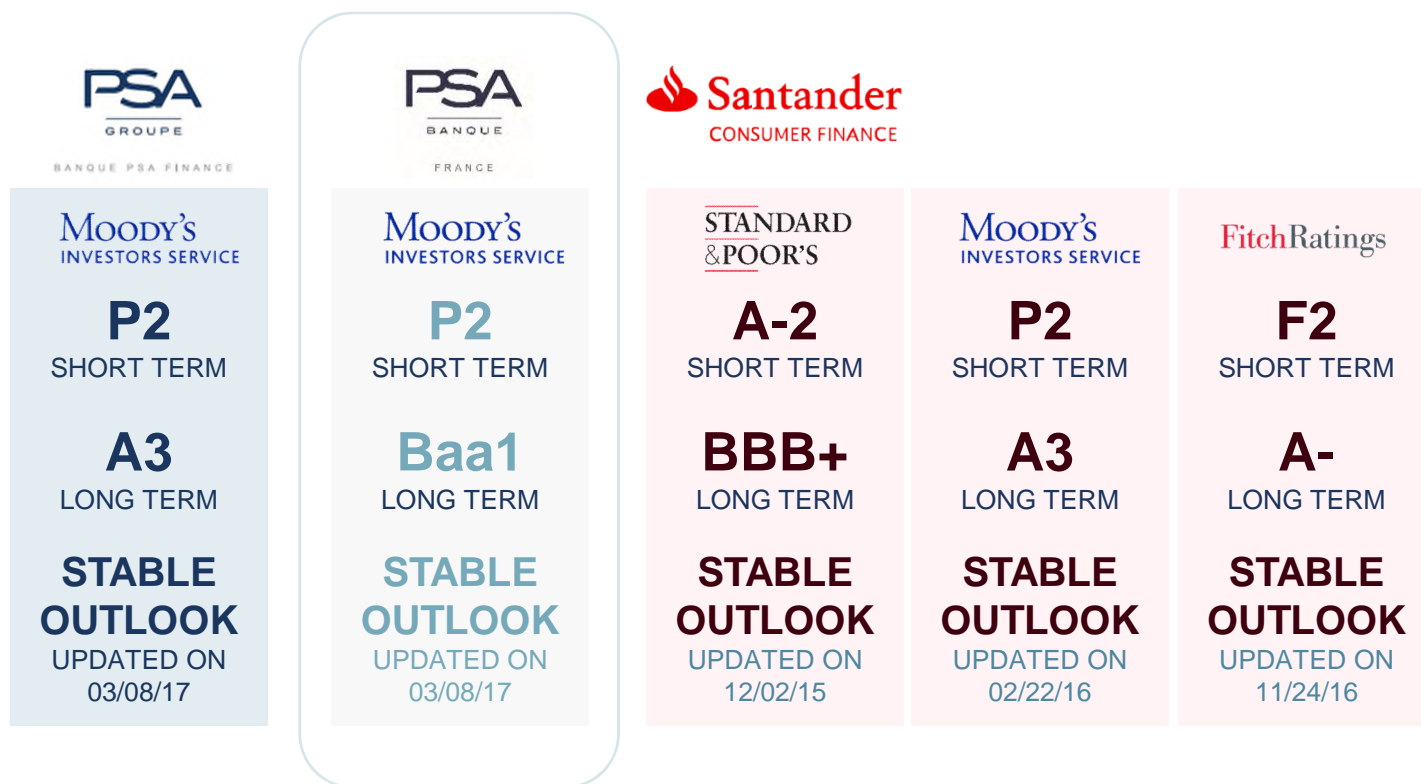 PSA
GROUPE
BANQUE PSA FINANCE
MOODY'S
INVESTORS SERVICE
P2
SHORT TERM
A3
LONG TERM
STABLE
OUTLOOK
UPDATED ON
03/08/17
PSA
BANQUE
FRANCE
MOODY'S
INVESTORS SERVICE
P2
SHORT TERM
Baa1
LONG TERM
STABLE
OUTLOOK
UPDATED ON
03/08/17
Santander
CONSUMER FINANCE
STANDARD
&POOR'S
A-2
SHORT TERM
BBB+
LONG TERM
STABLE
OUTLOOK
UPDATED ON
12/02/15
MOODY'S
INVESTORS SERVICE
P2
SHORT TERM
A3
LONG TERM
STABLE
OUTLOOK
UPDATED ON
02/22/16
FitchRatings
F2
SHORT TERM
A-
LONG TERM
STABLE
OUTLOOK
UPDATED ON
11/24/16